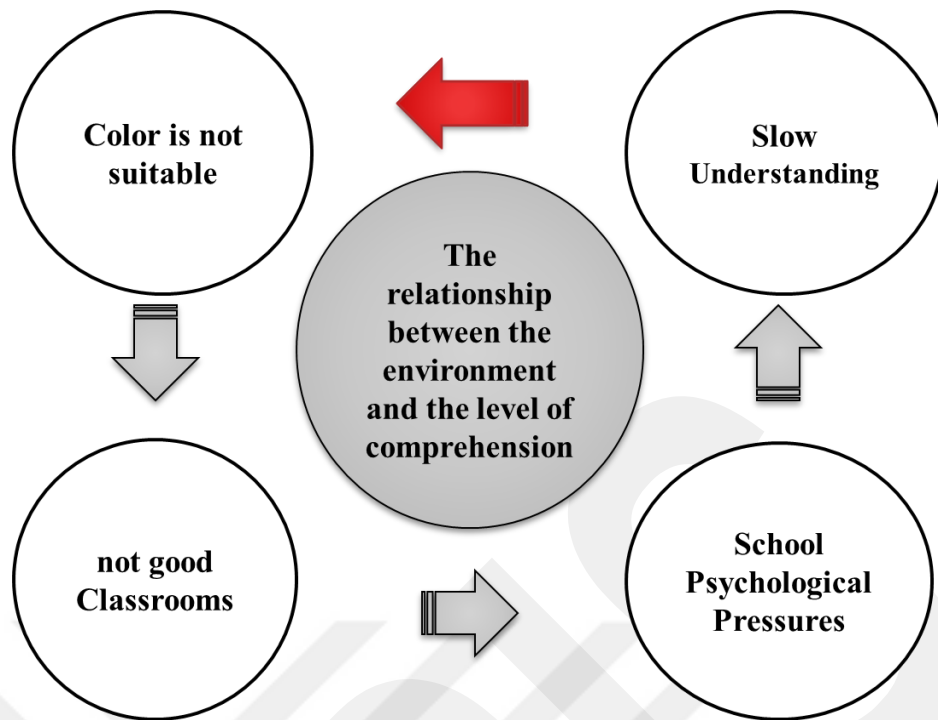 Color is not
suitable
Slow
Understanding
The
relationship
between the
environment
and the level of
comprehension
not good
Classrooms
School
Psychological
Pressures